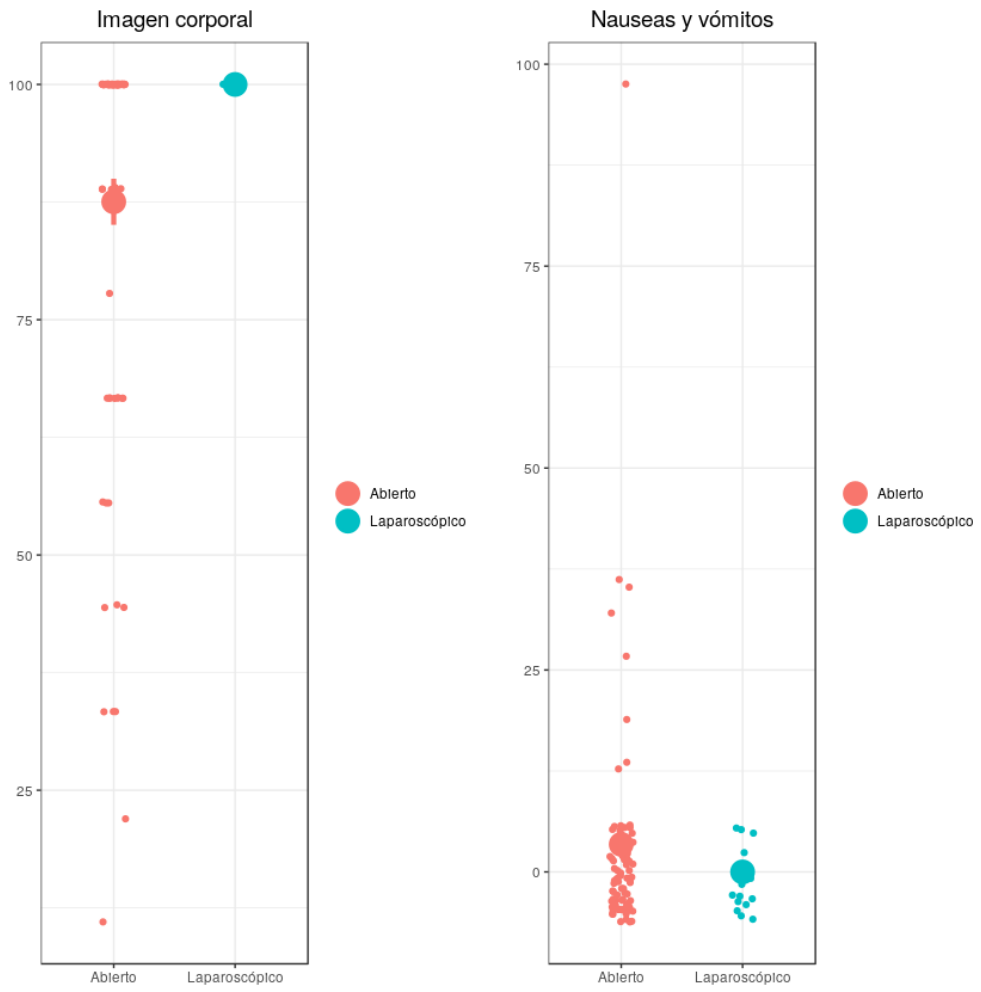 Imagen corporal
100
75
50
25
Abierto
Laparoscópico
Abierto
Laparoscópico
Nauseas y vómitos
100
75
50
25
0
Abierto
Laparoscópico
Abierto
Laparoscópico